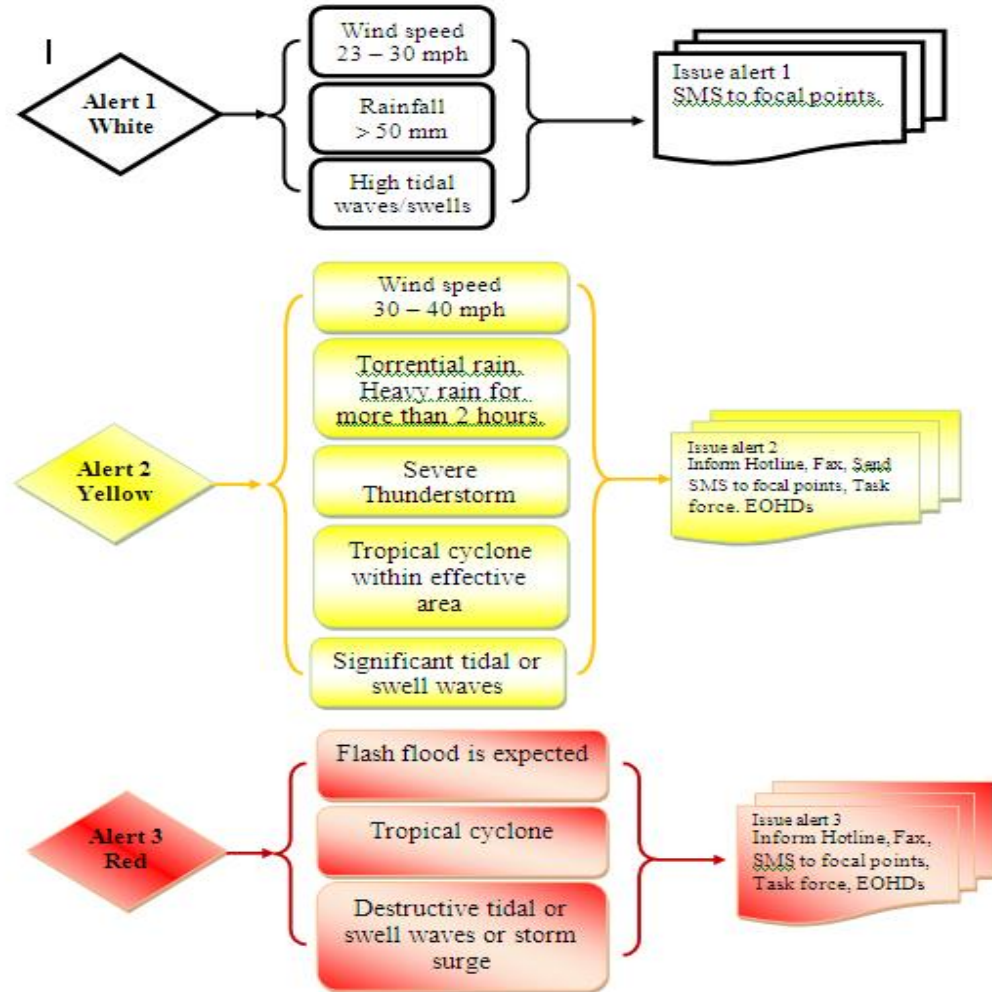 Alert 1
White
Wind speed
23 – 30 mph
Rainfall
> 50 mm
High tidal
waves/swells
Issue alert 1
SMS to focal points.
Alert 2
Yellow
Wind speed
30 – 40 mph
Torrential rain.
Heavy rain for
more than 2 hours.
Severe
Thunderstorm
Tropical cyclone
within effective
area
Significant tidal or
swell waves
Issue alert 2
Inform Hotline, Fax, Send
SMS to focal points, Task
force. EOHDs
Alert 3
Red
Flash flood is expected
Tropical cyclone
Destructive tidal or
swell waves or storm
surge
Issue alert 3
Inform Hotline, Fax,
SMS to focal points,
Task force, EOHDs